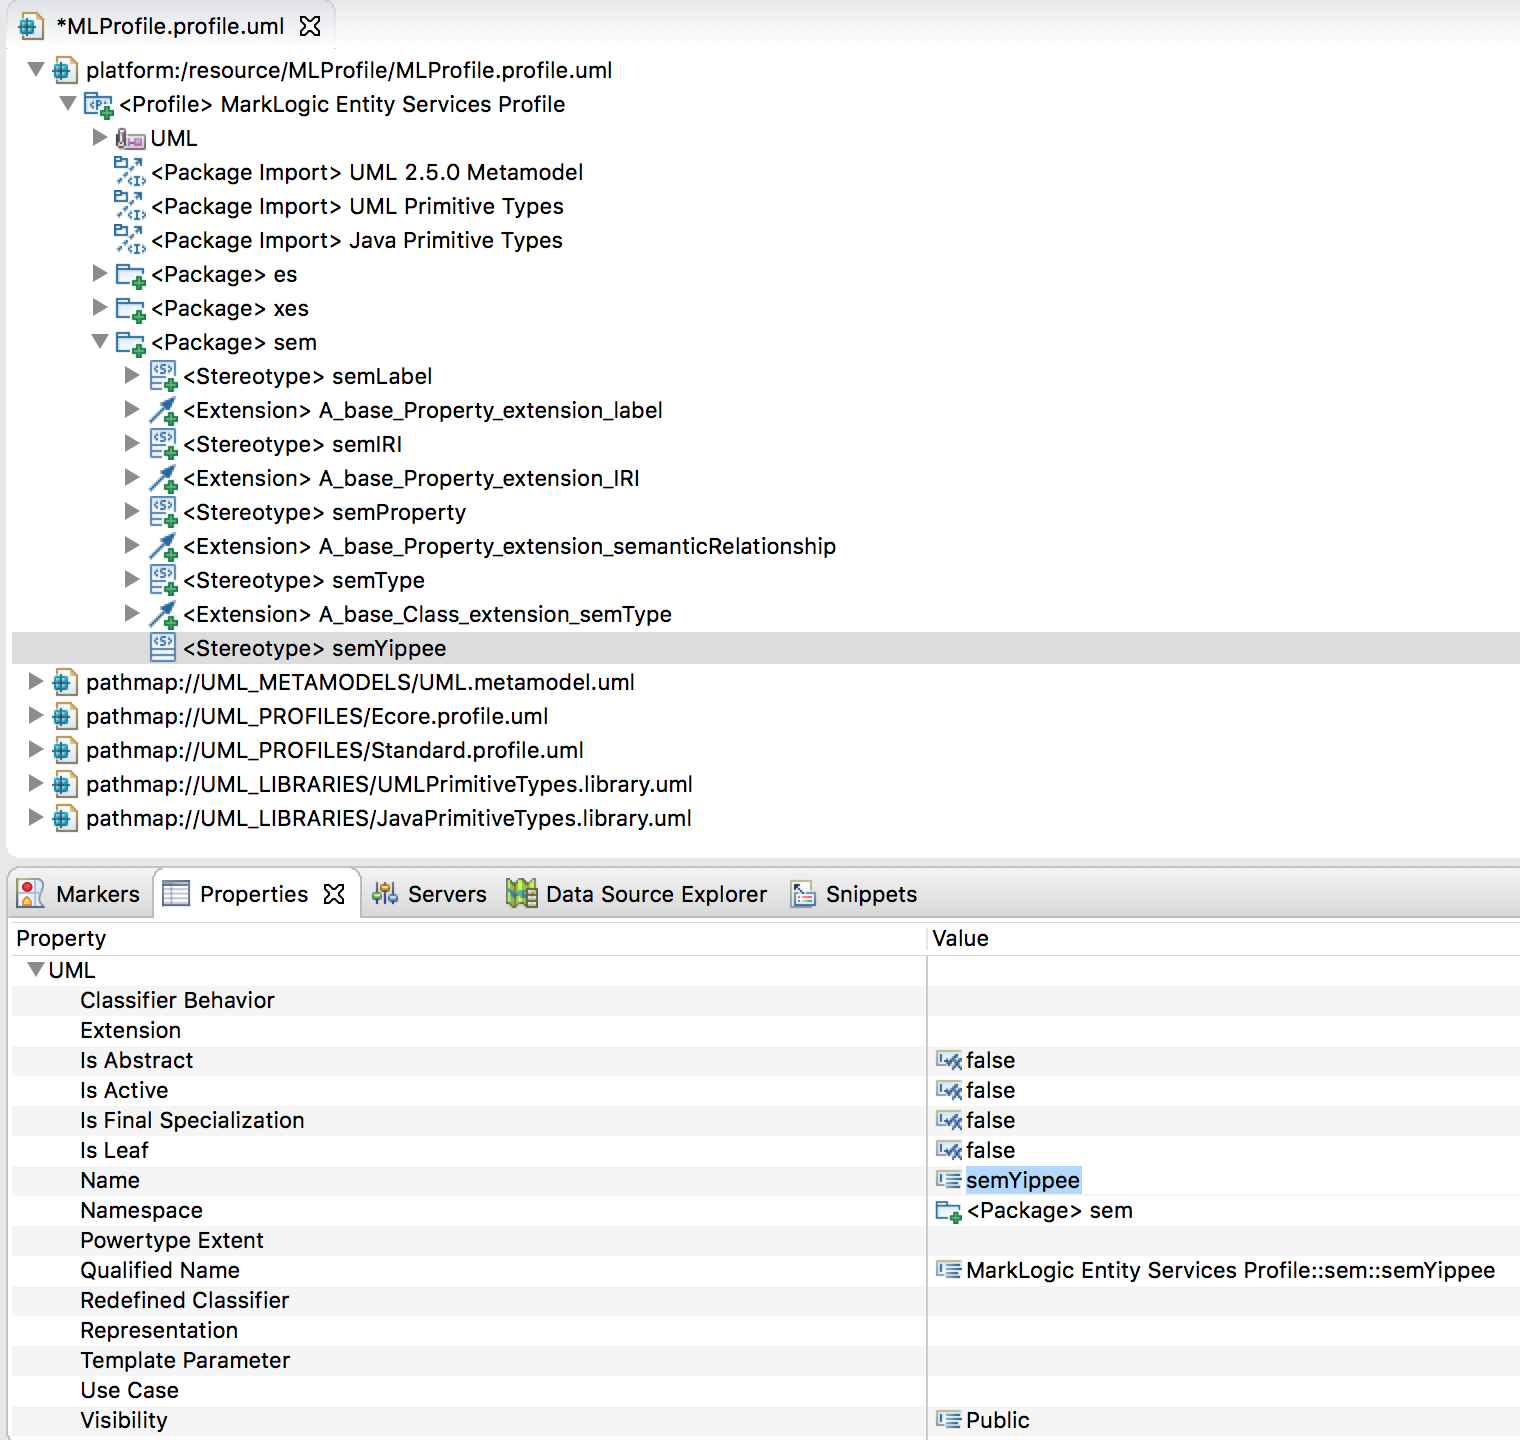 *MLProfile.profile.uml
platform:/resource/MLProfile/MLProfile.profile.uml
<Profile> MarkLogic Entity Services Profile
UML
<Package Import> UML 2.5.0 Metamodel
<Package Import> UML Primitive Types
<Package Import> Java Primitive Types
<Package> es
<Package> xes
<Package> sem
<Stereotype> semLabel
<Extension> A_base_Property_extension_label
<Stereotype> semIRI
<Extension> A_base_Property_extension_IRI
<Stereotype> semProperty
<Extension> A_base_Property_extension_semanticRelationship
<Stereotype> semType
<Extension> A_base_Class_extension_semType
<Stereotype> semYippee
pathmap://UML_METAMODELS/UML.metamodel.uml
pathmap://UML_PROFILES/Ecore.profile.uml
pathmap://UML_PROFILES/Standard.profile.uml
pathmap://UML_LIBRARIES/UMLPrimitiveTypes.library.uml
pathmap://UML_LIBRARIES/JavaPrimitiveTypes.library.uml
Markers Properties Servers Data Source Explorer Snippets
Property Value
UML
Classifier Behavior
Extension
Is Abstract false
Is Active false
Is Final Specialization false
Is Leaf false
Name semYippee
Namespace <Package> sem
Powertype Extent
Qualified Name MarkLogic Entity Services Profile::sem::semYippee
Redefined Classifier
Representation
Template Parameter
Use Case
Visibility Public